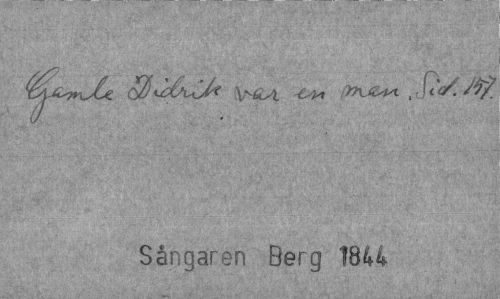 Gamle Didrik var en man. Sid. 157.
Sångaren Berg 1844